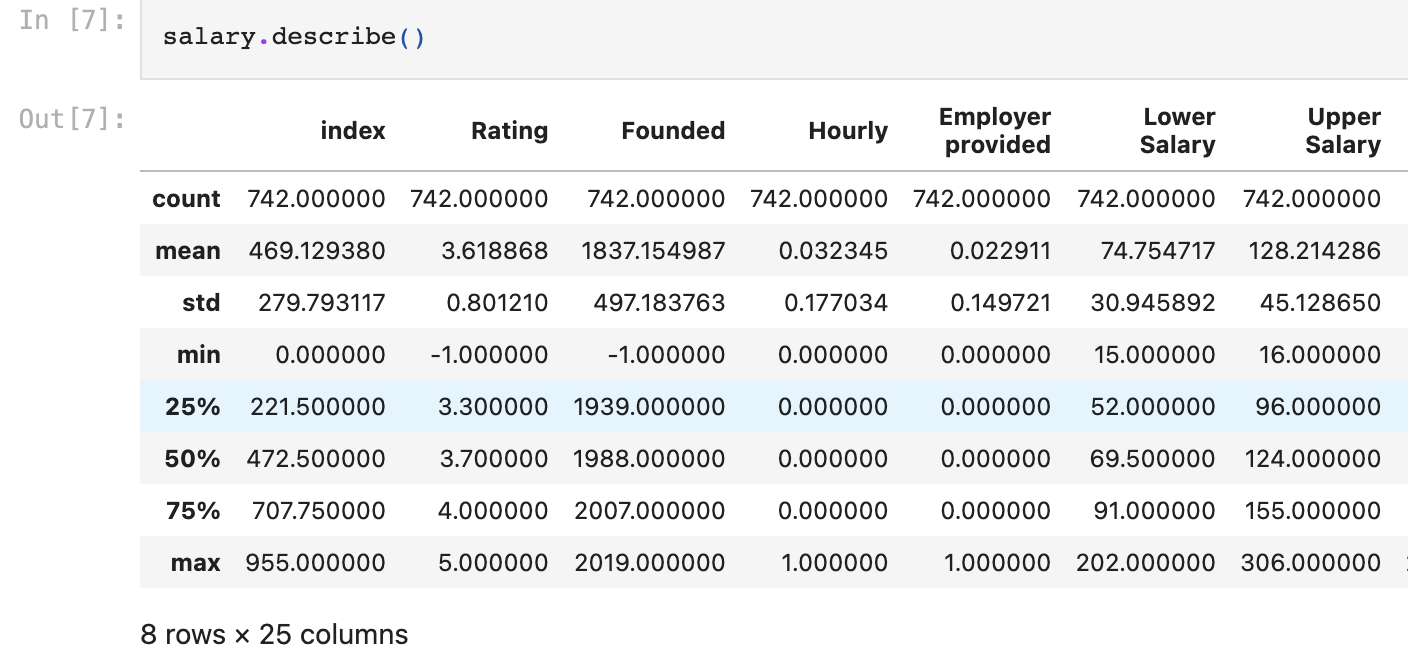 In [7]:
salary.describe()
Out[7]:
index Rating Founded Hourly Employer provided Lower Salary Upper Salary
count 742.000000 742.000000 742.000000 742.000000 742.000000 742.000000 742.000000
mean 469.129380 3.618868 1837.154987 0.032345 0.022911 74.754717 128.214286
std 279.793117 0.801210 497.183763 0.177034 0.149721 30.945892 45.128650
min 0.000000 -1.000000 -1.000000 0.000000 0.000000 15.000000 16.000000
25% 221.500000 3.300000 1939.000000 0.000000 0.000000 52.000000 96.000000
50% 472.500000 3.700000 1988.000000 0.000000 0.000000 69.500000 124.000000
75% 707.750000 4.000000 2007.000000 0.000000 0.000000 91.000000 155.000000
max 955.000000 5.000000 2019.000000 1.000000 1.000000 202.000000 306.000000
8 rows × 25 columns